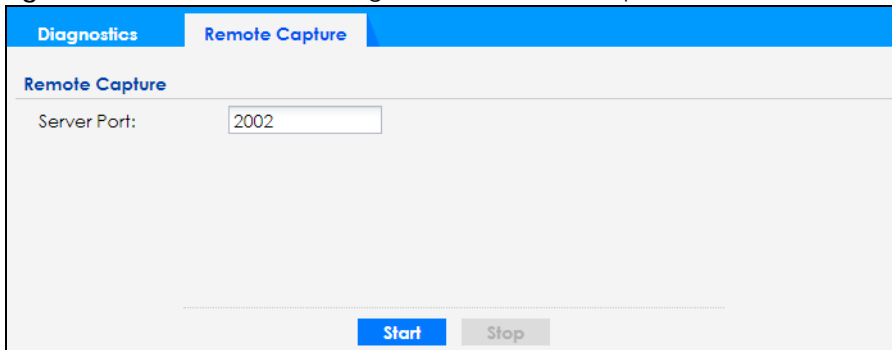 Diagnostics Remote Capture
Remote Capture
Server Port: 2002
Start Stop